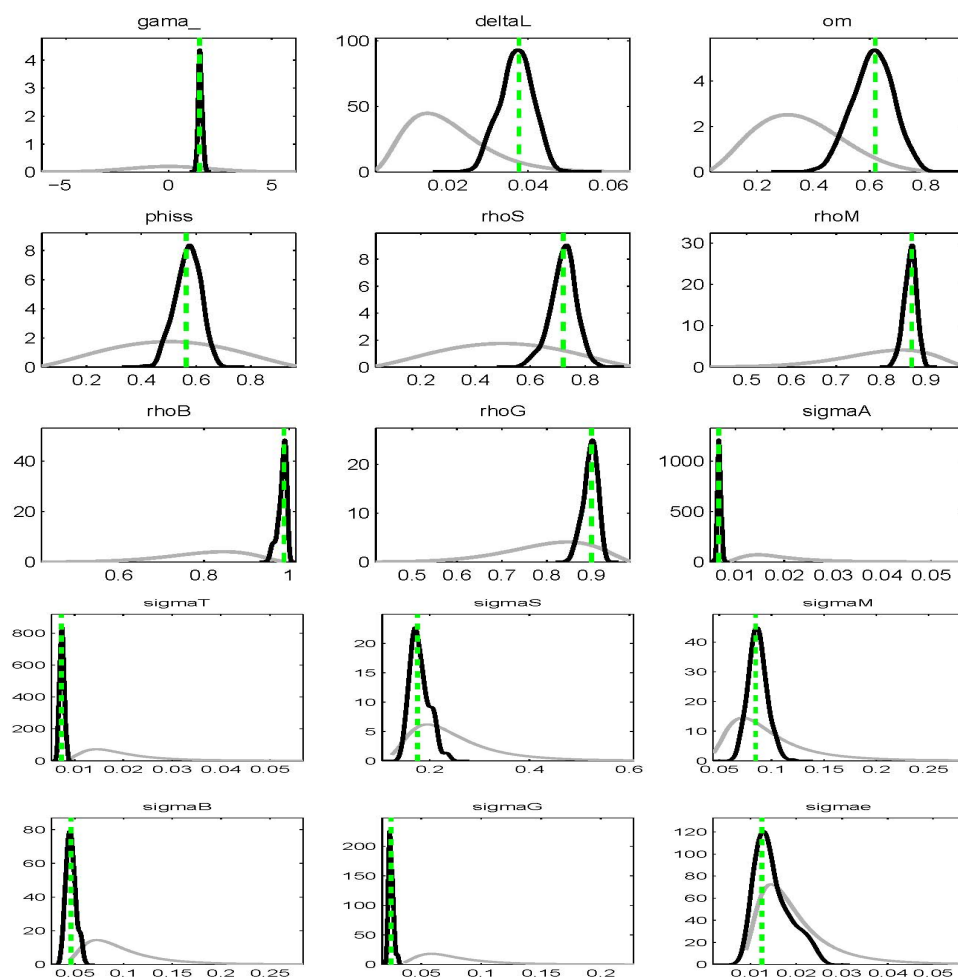 gama_ deltaL om
4 3 2 1 0 −5 0 5
100 50 0 0.02 0.04 0.06
4 2 0 0.2 0.4 0.6 0.8
phiss rhoS rhoM
8 6 4 2 0 0.2 0.4 0.6 0.8
8 6 4 2 0 0.2 0.4 0.6 0.8
30 20 10 0 0.5 0.6 0.7 0.8 0.9
rhoB rhoG sigmaA
40 20 0 0.6 0.8 1
20 10 0 0.5 0.6 0.7 0.8 0.9
1000 500 0 0.01 0.02 0.03 0.04 0.05
sigmaT sigmaS sigmaM
800 600 400 200 0 0.01 0.02 0.03 0.04 0.05
20 15 10 5 0 0.2 0.4 0.6
40 30 20 10 0 0.05 0.1 0.15 0.2 0.25
sigmaB sigmaG sigmae
80 60 40 20 0 0.05 0.1 0.15 0.2 0.25
200 150 100 50 0 0.05 0.1 0.15 0.2
120 100 80 60 40 20 0 0.01 0.02 0.03 0.04 0.05